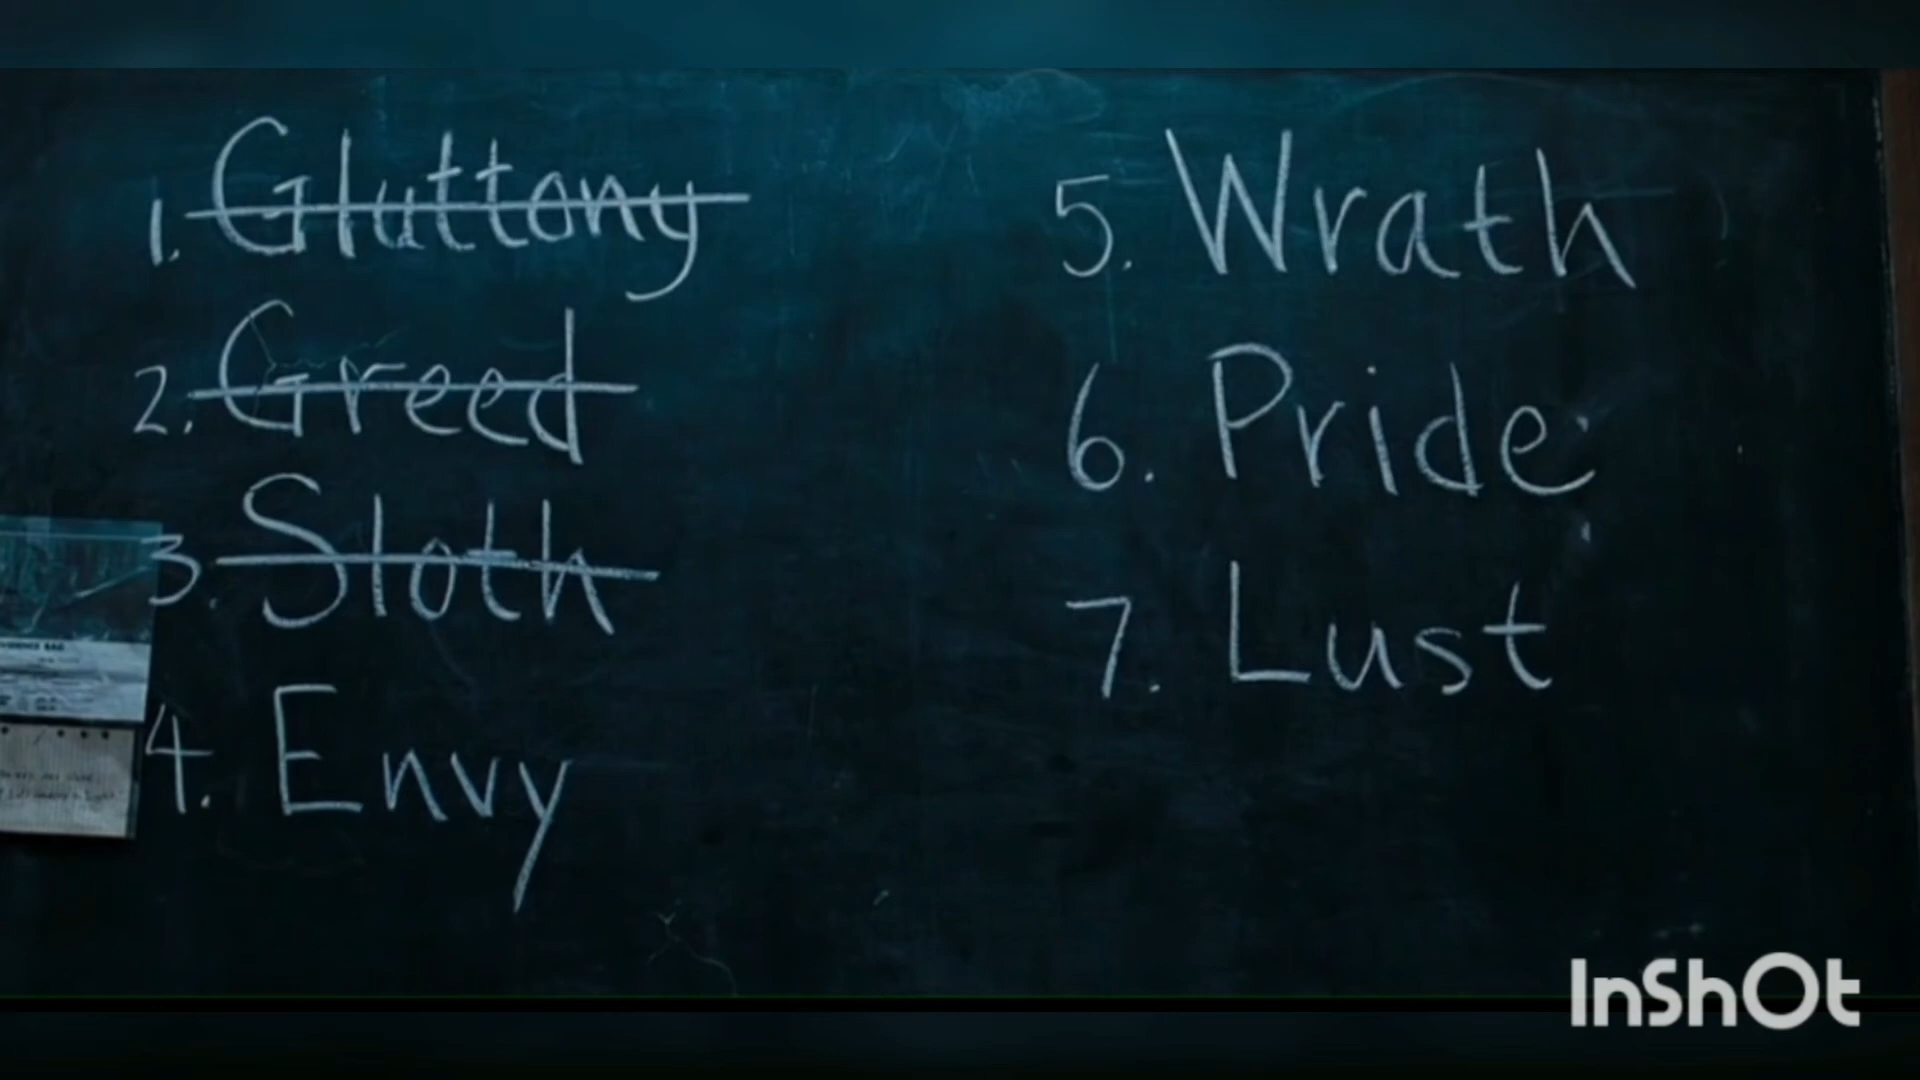 1. Gluttony
2. Greed
3. Sloth
4. Envy
5. Wrath
6. Pride
7. Lust
InShOt